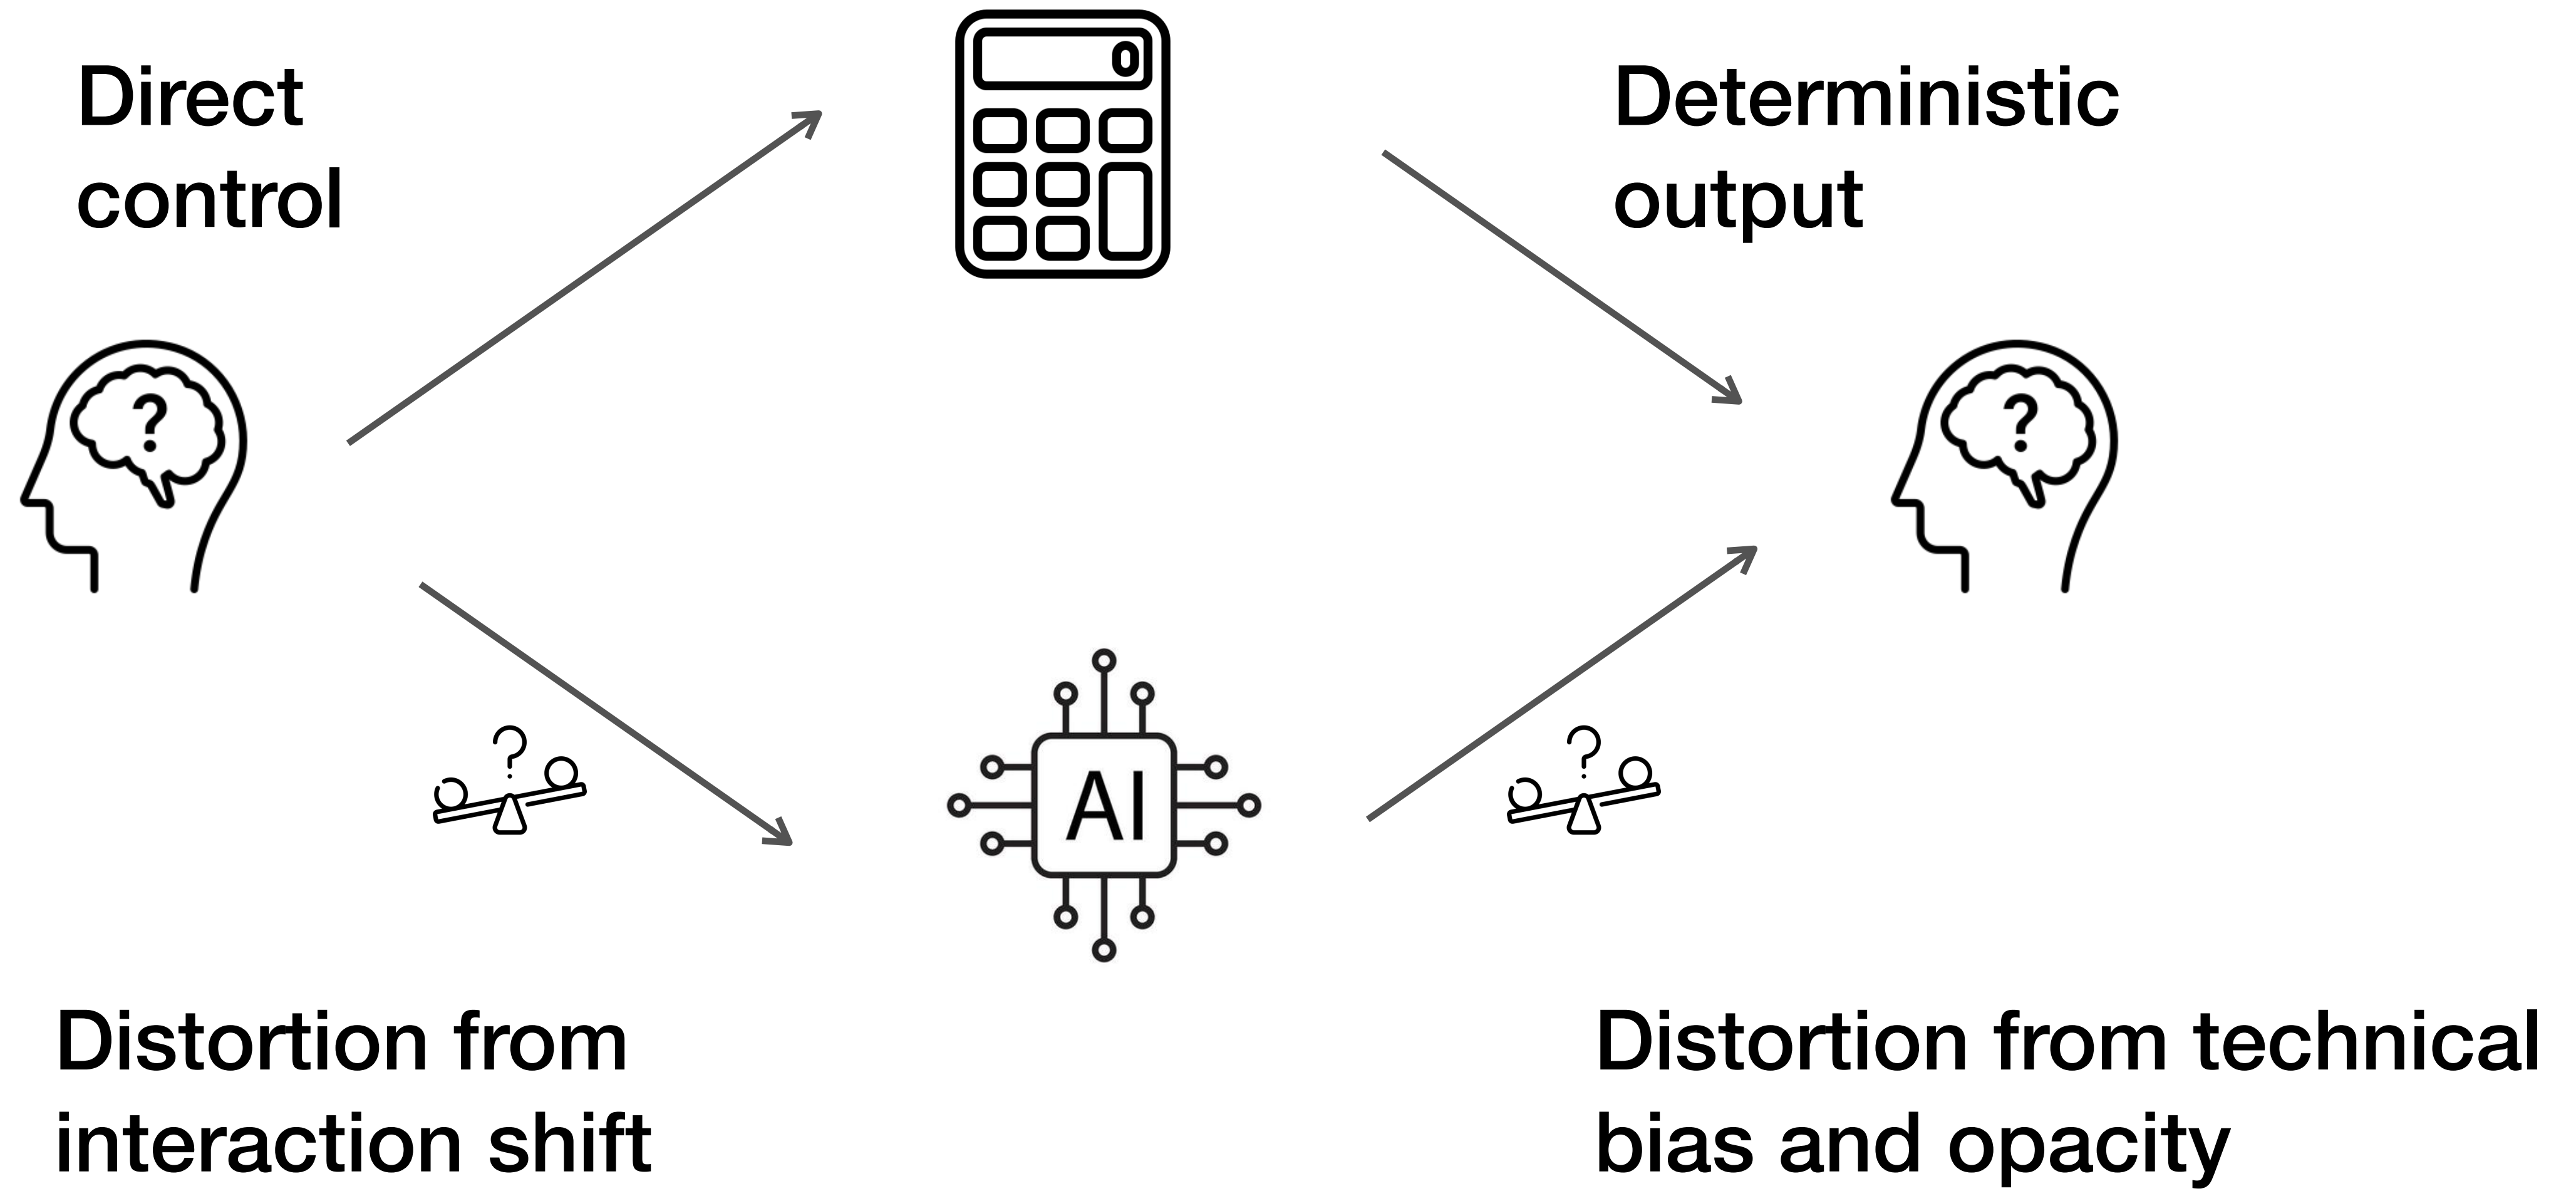 Direct
control
0
Deterministic
output
?
?
?
AI
?
Distortion from
interaction shift
Distortion from technical
bias and opacity